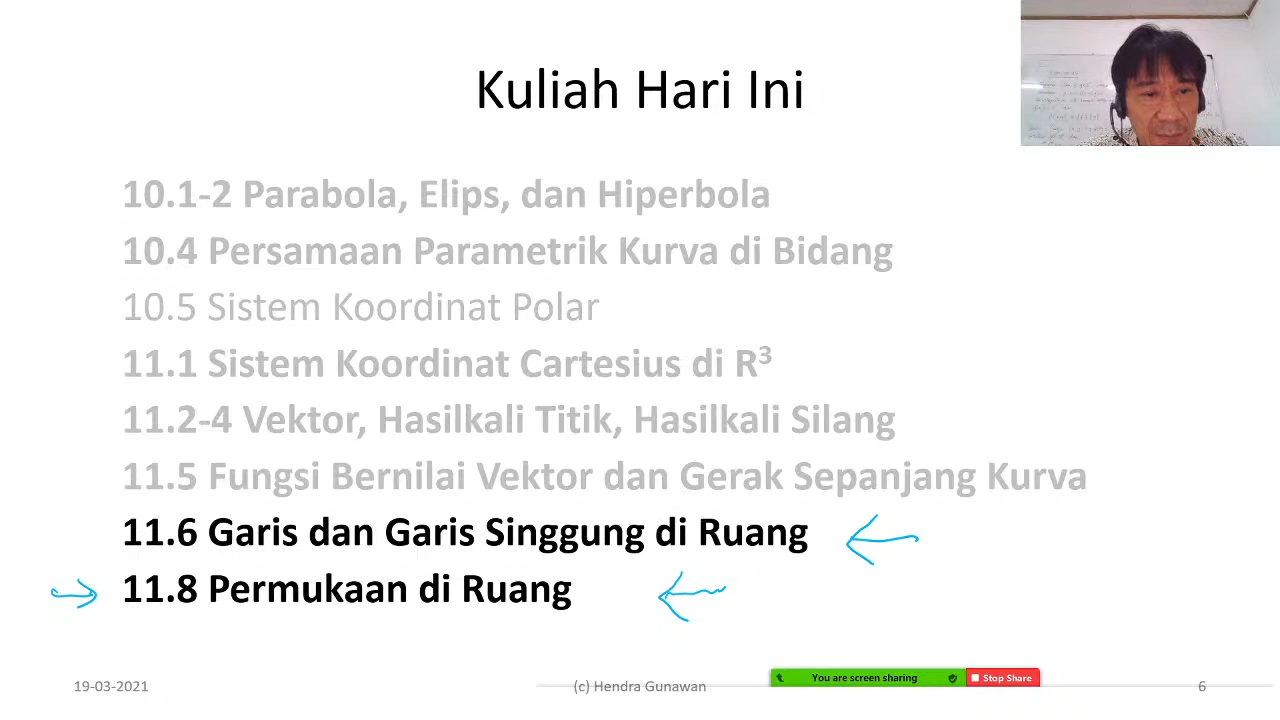 Kuliah Hari Ini
10.1-2 Parabola, Elips, dan Hiperbola
10.4 Persamaan Parametrik Kurva di Bidang
10.5 Sistem Koordinat Polar
11.1 Sistem Koordinat Cartesius di R³
11.2-4 Vektor, Hasilkali Titik, Hasilkali Silang
11.5 Fungsi Bernilai Vektor dan Gerak Sepanjang Kurva
11.6 Garis dan Garis Singgung di Ruang
11.8 Permukaan di Ruang
19-03-2021
(c) Hendra Gunawan
You are screen sharing
Stop Share
6